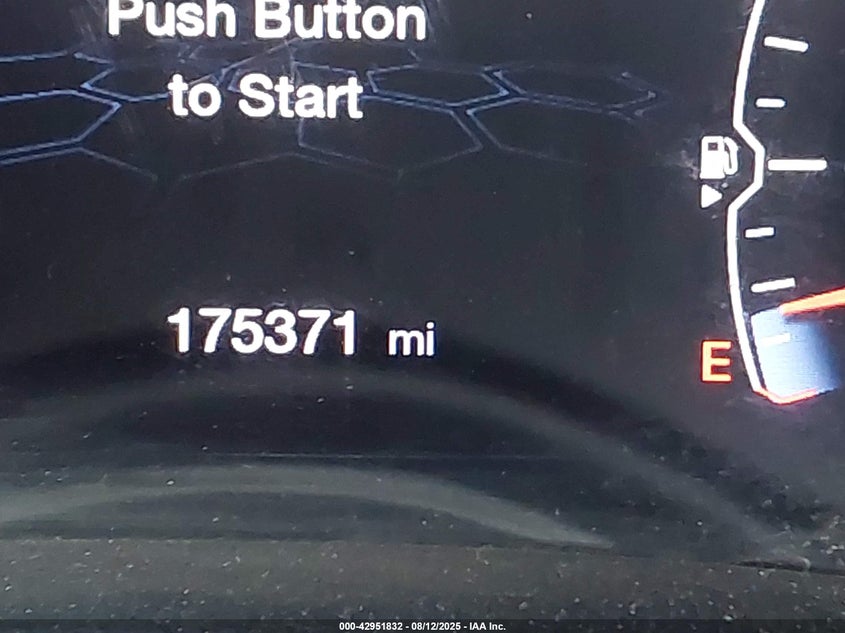 Push Button
to Start
175371 mi
E
000-42951832 - 08/12/2025 - IAA Inc.